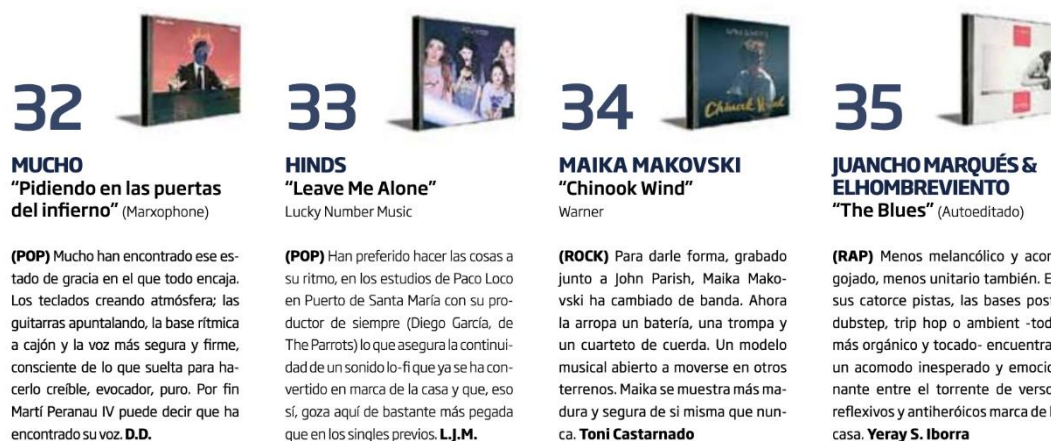 32
MUCHO
"Pidiendo en las puertas
del infierno" (Marxophone)
(POP) Mucho han encontrado ese es-
tado de gracia en el que todo encaja.
Los teclados creando atmósfera; las
guitarras apuntalando, la base rítmica
a cajón y la voz más segura y firme,
consciente de lo que suelta para ha-
cerlo creíble, evocador, puro. Por fin
Martí Peranau IV puede decir que ha
encontrado su voz. D.D.
33
HINDS
"Leave Me Alone"
Lucky Number Music
(POP) Han preferido hacer las cosas a
su ritmo, en los estudios de Paco Loco
en Puerto de Santa María con su pro-
ductor de siempre (Diego García, de
The Parrots) lo que asegura la continui-
dad de un sonido lo-fi que ya se ha con-
vertido en marca de la casa y que, eso
sí, goza aquí de bastante más pegada
que en los singles previos. L.J.M.
34
Chinook Wind
MAIKA MAKOVSKI
"Chinook Wind"
Warner
(ROCK) Para darle forma, grabado
junto a John Parish, Maika Mako-
vski ha cambiado de banda. Ahora
la arropa un batería, una trompa y
un cuarteto de cuerda. Un modelo
musical abierto a moverse en otros
terrenos. Maika se muestra más ma-
dura y segura de si misma que nun-
ca. Toni Castarnado
35
JUANCHO MARQUÉS &
ELHOMBREVIENTO
"The Blues" (Autoeditado)
(RAP) Menos melancólico y acon
gojado, menos unitario también. E
sus catorce pistas, las bases post
dubstep, trip hop o ambient -tod
más orgánico y tocado- encuentra
un acomodo inesperado y emocio
nante entre el torrente de verso
reflexivos y antiheróicos marca de l
casa. Yeray S. Iborra